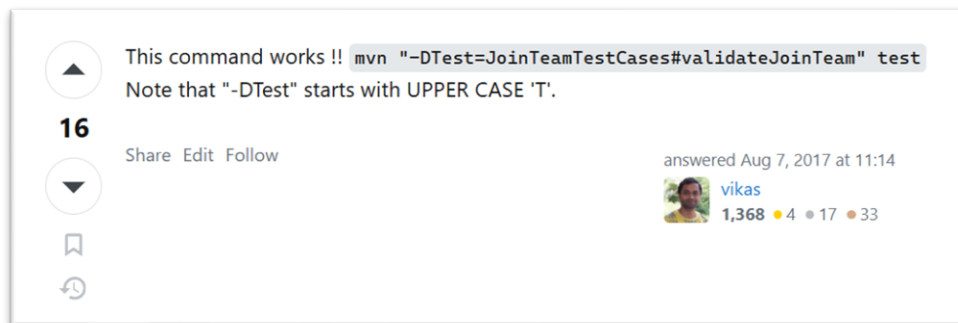 This command works !! mvn "-DTest=JoinTeamTestCases#validateJoinTeam" test
Note that "-DTest" starts with UPPER CASE 'T'.
16
Share Edit Follow
answered Aug 7, 2017 at 11:14
vikas
1,368 4 17 33